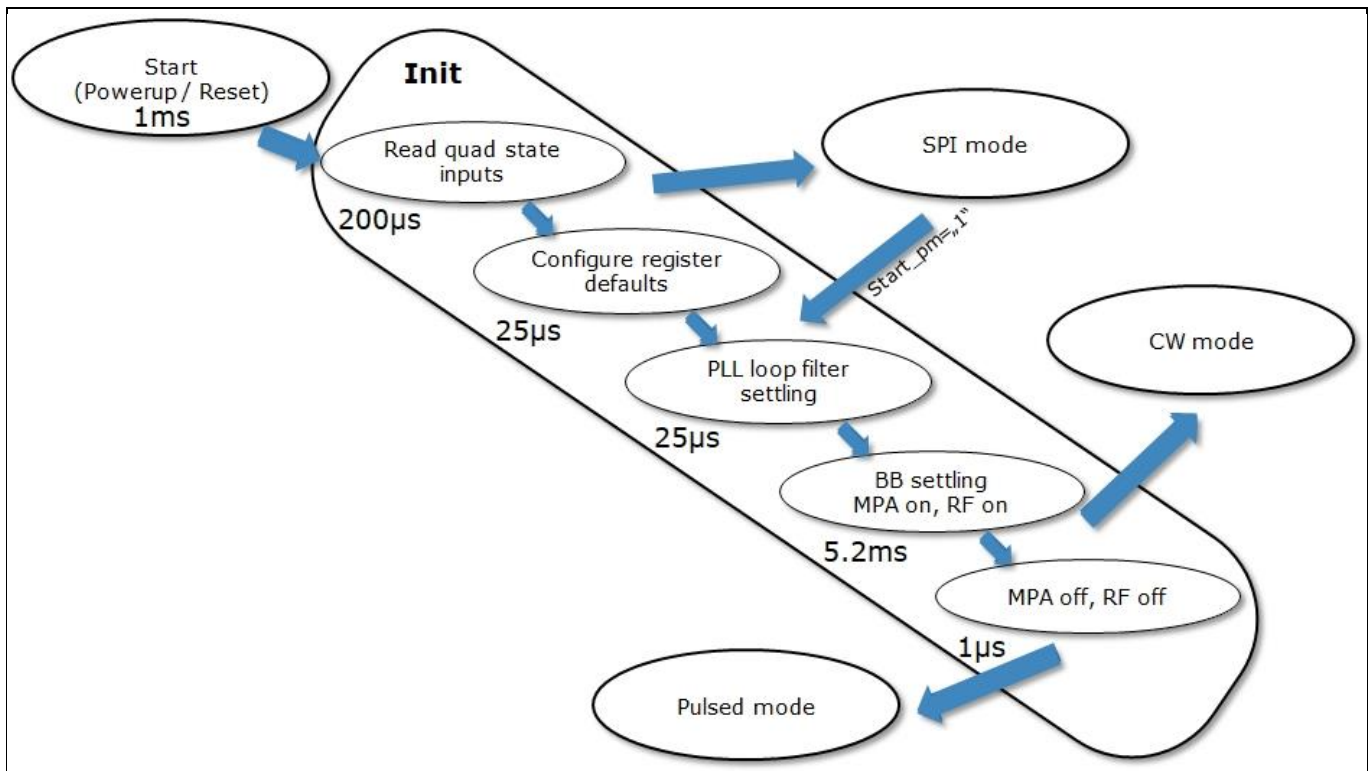 Start
(Powerup / Reset)
1ms
Init
Read quad state
inputs
200µs
SPI mode
Start_pm=„1“
Configure register
defaults
25µs
PLL loop filter
settling
25µs
CW mode
BB settling
MPA on, RF on
5.2ms
MPA off, RF off
1µs
Pulsed mode